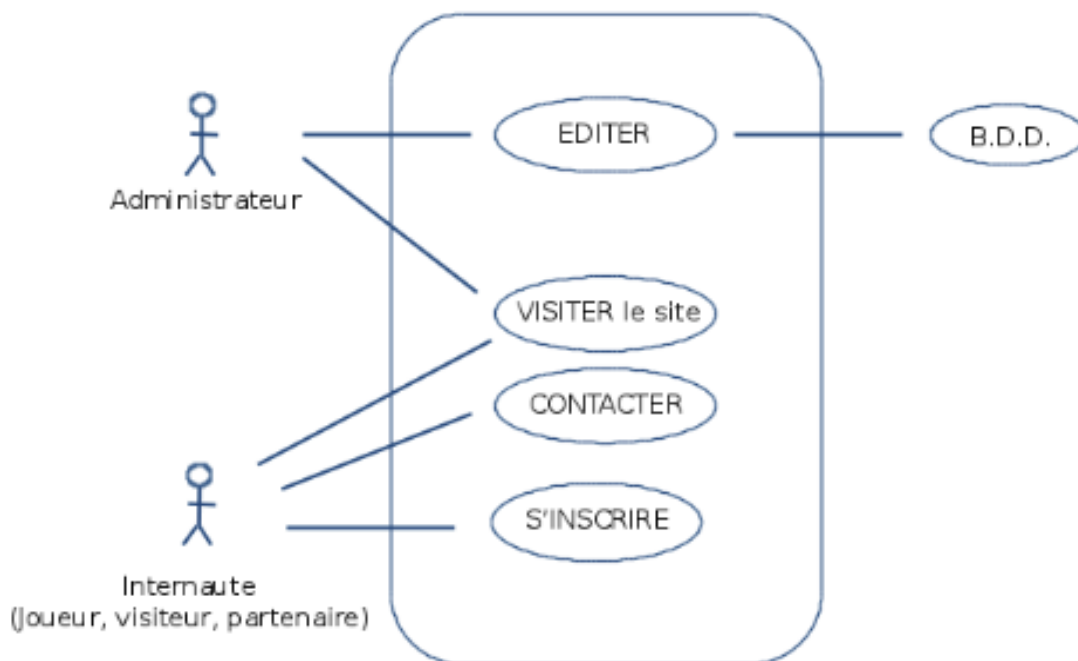 EDITER
B.D.D.
Administrateur
VISITER le site
CONTACTER
S'INSCRIRE
Internaute
(Joueur, visiteur, partenaire)